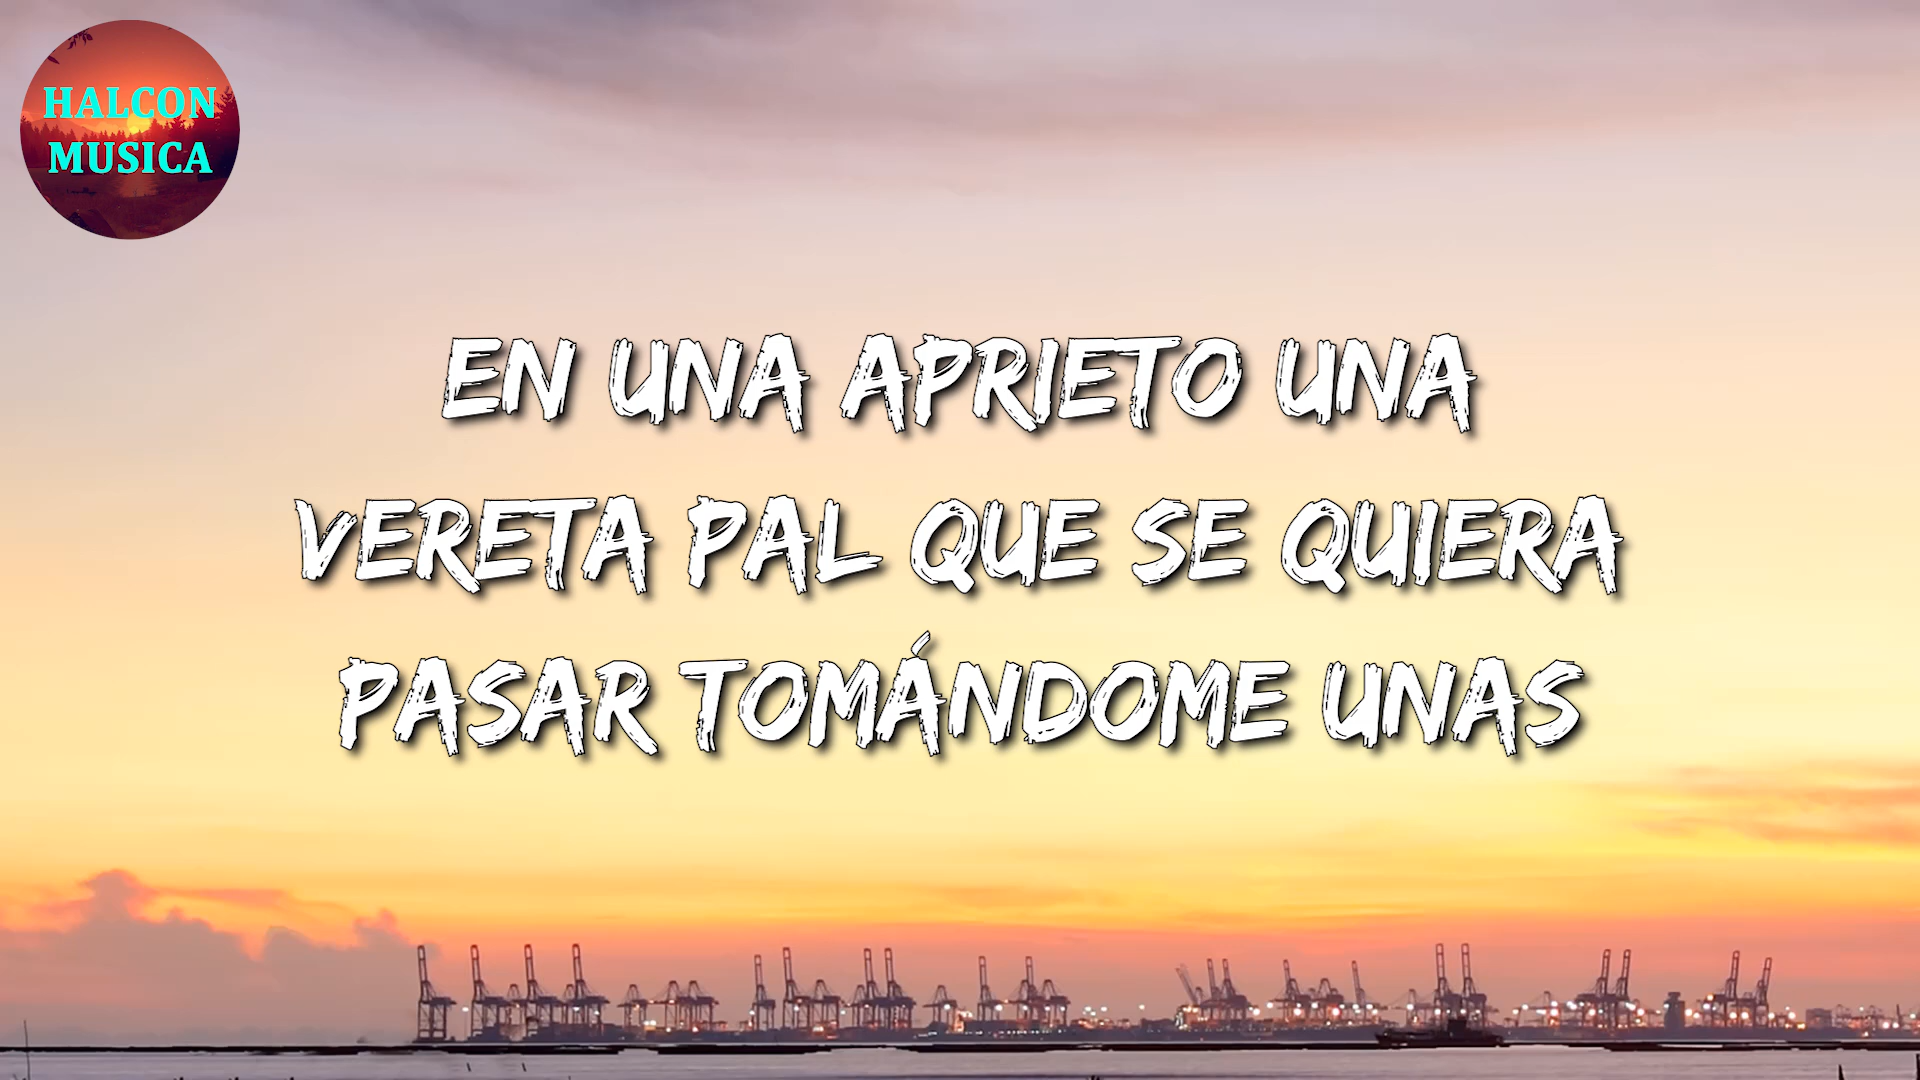 HALCON
MUSICA
EN UNA APRIETO UNA
VERETA PAL QUE SE QUIERA
PASAR TOMÁNDOME UNAS